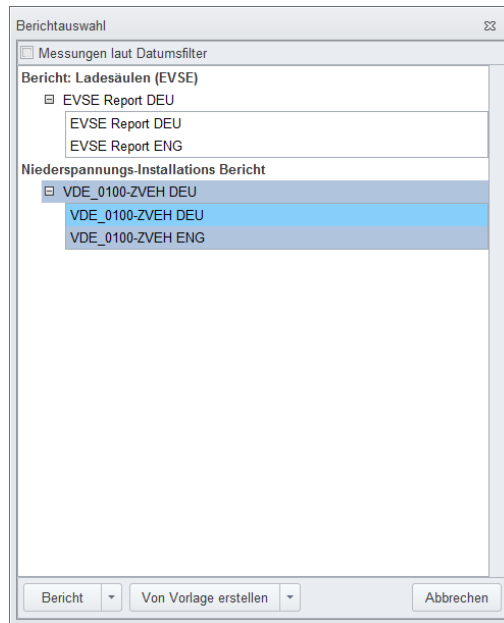 Berichtauswahl
Messungen laut Datumsfilter
Bericht: Ladesäulen (EVSE)
EVSE Report DEU
EVSE Report DEU
EVSE Report ENG
Niederspannungs-Installations Bericht
VDE_0100-ZVEH DEU
VDE_0100-ZVEH DEU
VDE_0100-ZVEH ENG
Bericht Von Vorlage erstellen Abbrechen